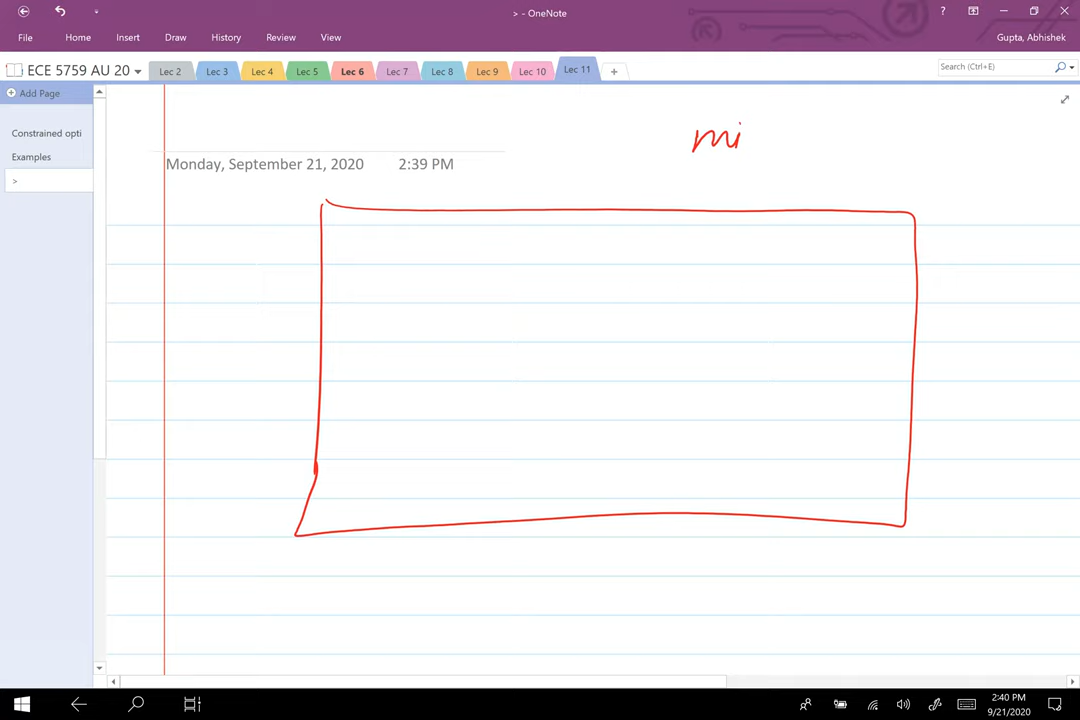 > - OneNote
?
Gupta, Abhishek
File Home Insert Draw History Review View
ECE 5759 AU 20 Lec 2 Lec 3 Lec 4 Lec 5 Lec 6 Lec 7 Lec 8 Lec 9 Lec 10 Lec 11 +
Search (Ctrl+E)
Add Page
Constrained opti
Examples
>
mi
Monday, September 21, 2020 2:39 PM
2:40 PM
9/21/2020